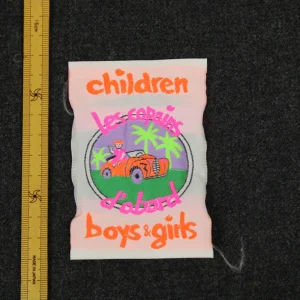 children
les copains
d'abord
boys & girls